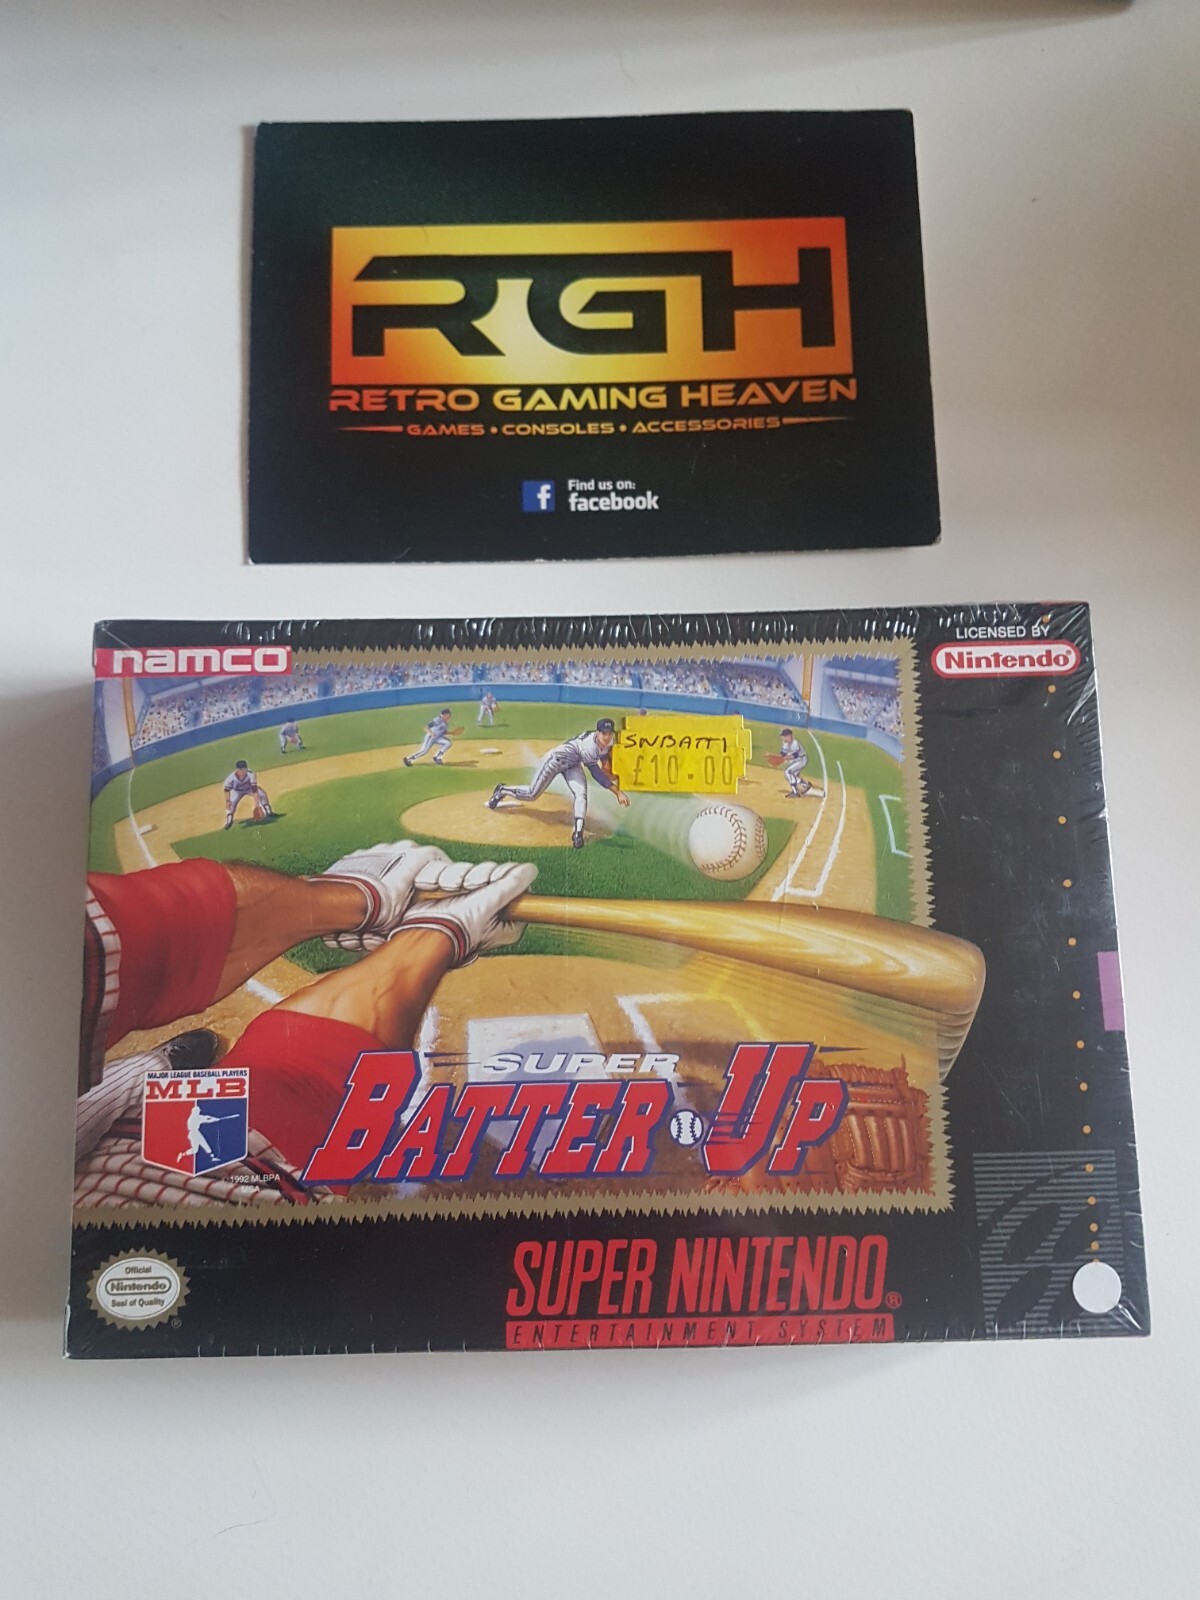 RGH
RETRO GAMING HEAVEN
GAMES • CONSOLES • ACCESSORIES
f
Find us on:
facebook
namco
LICENSED BY
Nintendo®
SNBATT1
£10.00
MAJOR LEAGUE BASEBALL PLAYERS
MLB
© 1992 MLBPA
MSA
SUPER
BATTER·UP
Official
Nintendo
Seal of Quality
®
SUPER NINTENDO®
ENTERTAINMENT SYSTEM